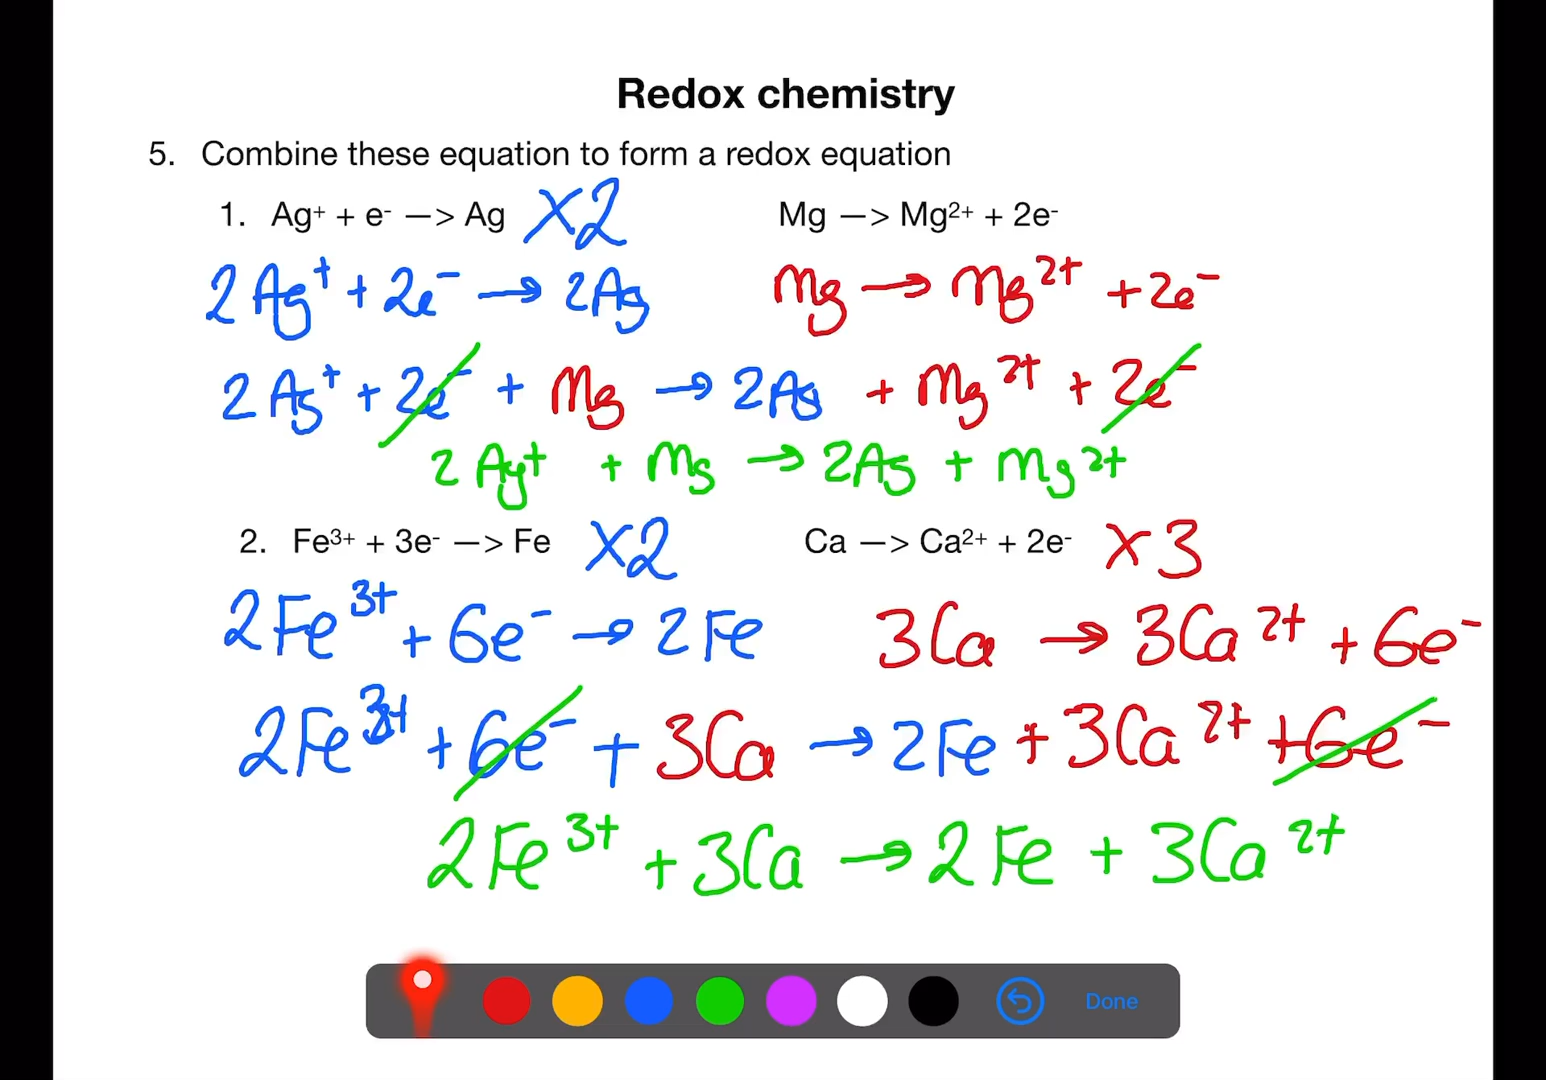 Redox chemistry
5. Combine these equation to form a redox equation
1. Ag⁺ + e⁻ —> Ag X2 Mg —> Mg²⁺ + 2e⁻
2Ag⁺ + 2e⁻ → 2Ag Mg → Mg²⁺ + 2e⁻
2Ag⁺ + 2e⁻ + Mg → 2Ag + Mg²⁺ + 2e⁻
2Ag⁺ + Mg → 2Ag + Mg²⁺
2. Fe³⁺ + 3e⁻ —> Fe X2 Ca —> Ca²⁺ + 2e⁻ X3
2Fe³⁺ + 6e⁻ → 2Fe 3Ca → 3Ca²⁺ + 6e⁻
2Fe³⁺ + 6e⁻ + 3Ca → 2Fe + 3Ca²⁺ + 6e⁻
2Fe³⁺ + 3Ca → 2Fe + 3Ca²⁺
Done